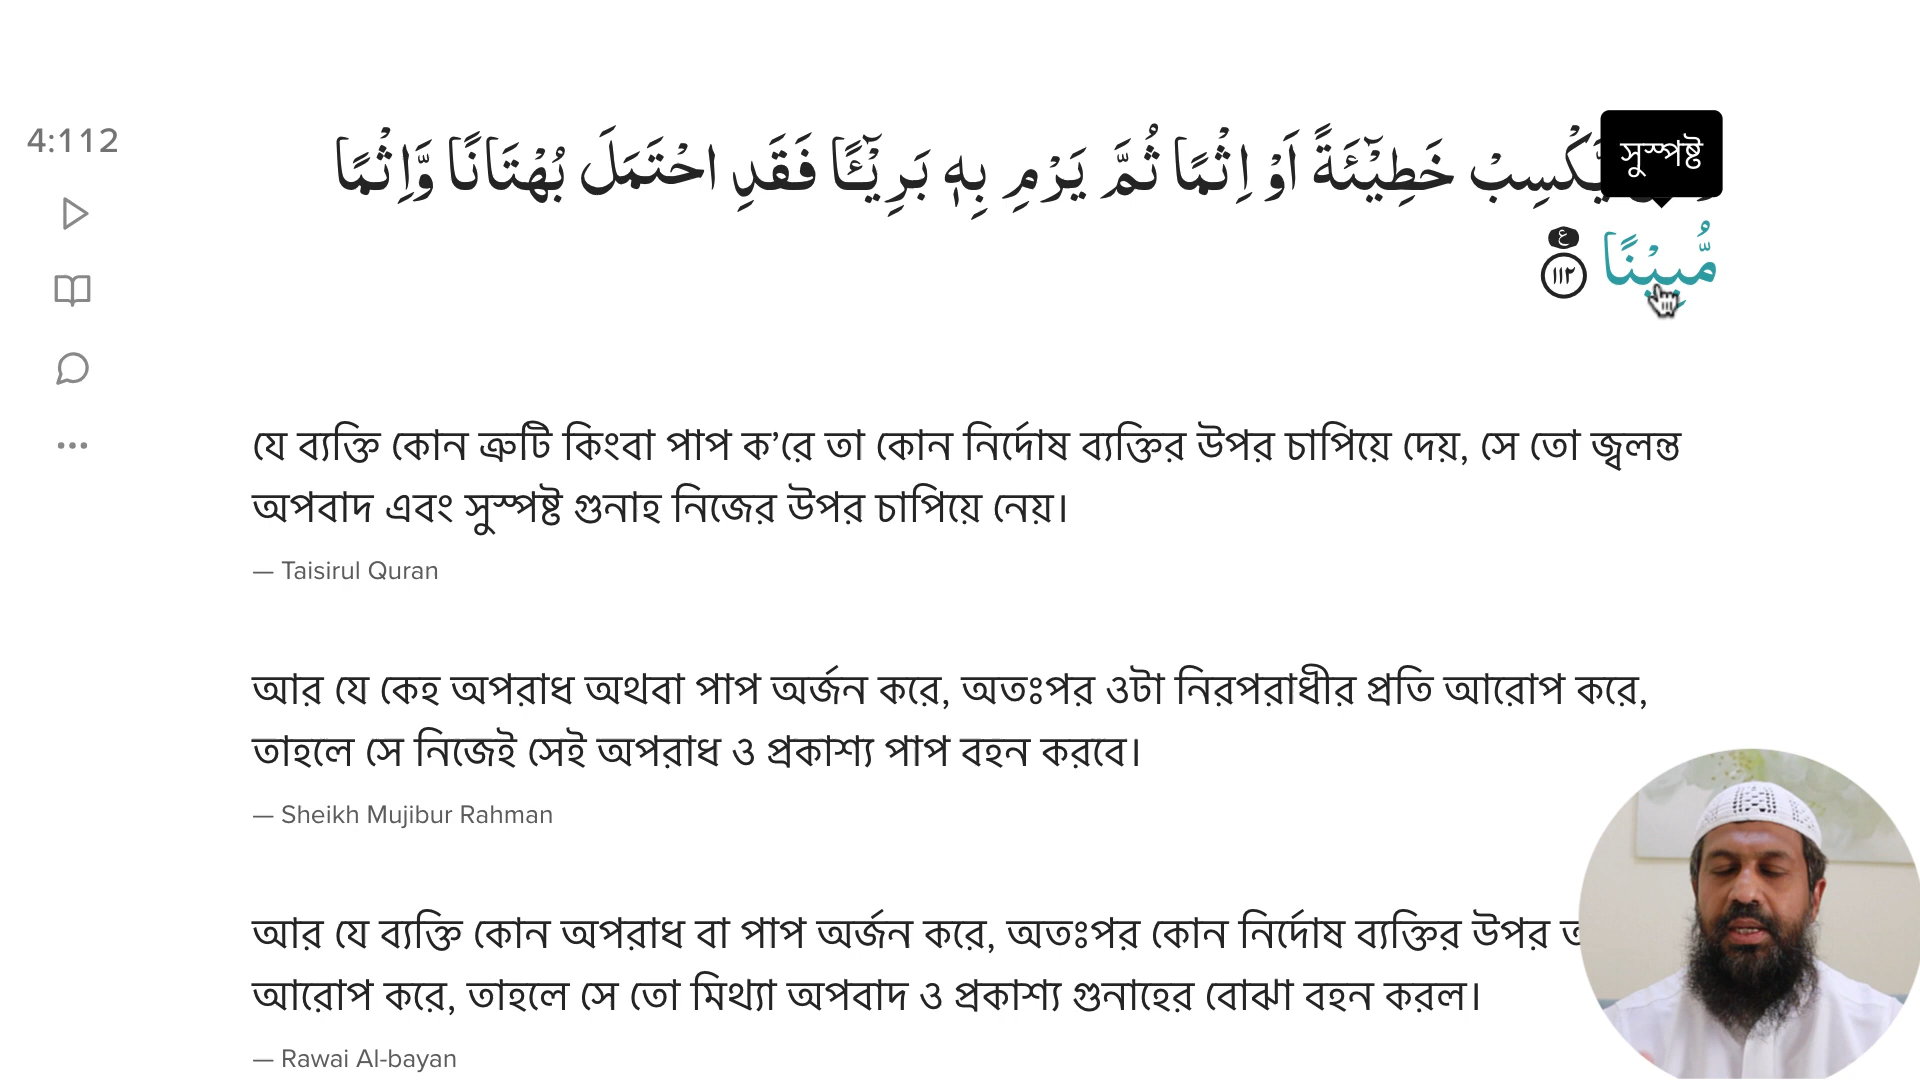 4:112
সুস্পষ্ট
يَّكْسِبْ خَطِيْٓئَةً اَوْ اِثْمًا ثُمَّ يَرْمِ بِهٖ بَرِيْٓـًٔا فَقَدِ احْتَمَلَ بُهْتَانًا وَّاِثْمًا
مُّبِيْنًا ع ١١٢
যে ব্যক্তি কোন ত্রুটি কিংবা পাপ ক’রে তা কোন নির্দোষ ব্যক্তির উপর চাপিয়ে দেয়, সে তো জ্বলন্ত
অপবাদ এবং সুস্পষ্ট গুনাহ নিজের উপর চাপিয়ে নেয়।
— Taisirul Quran
আর যে কেহ অপরাধ অথবা পাপ অর্জন করে, অতঃপর ওটা নিরপরাধীর প্রতি আরোপ করে,
তাহলে সে নিজেই সেই অপরাধ ও প্রকাশ্য পাপ বহন করবে।
— Sheikh Mujibur Rahman
আর যে ব্যক্তি কোন অপরাধ বা পাপ অর্জন করে, অতঃপর কোন নির্দোষ ব্যক্তির উপর
আরোপ করে, তাহলে সে তো মিথ্যা অপবাদ ও প্রকাশ্য গুনাহের বোঝা বহন করল।
— Rawai Al-bayan